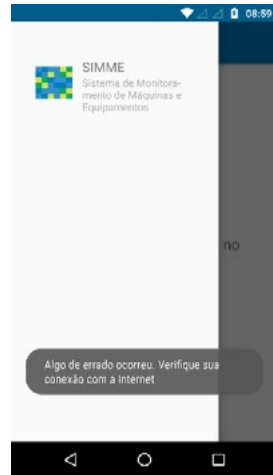 08:59
SIMME
Sistema de Monitora-
mento de Máquinas e
Equipamentos
no
Algo de errado ocorreu. Verifique sua
conexão com a Internet